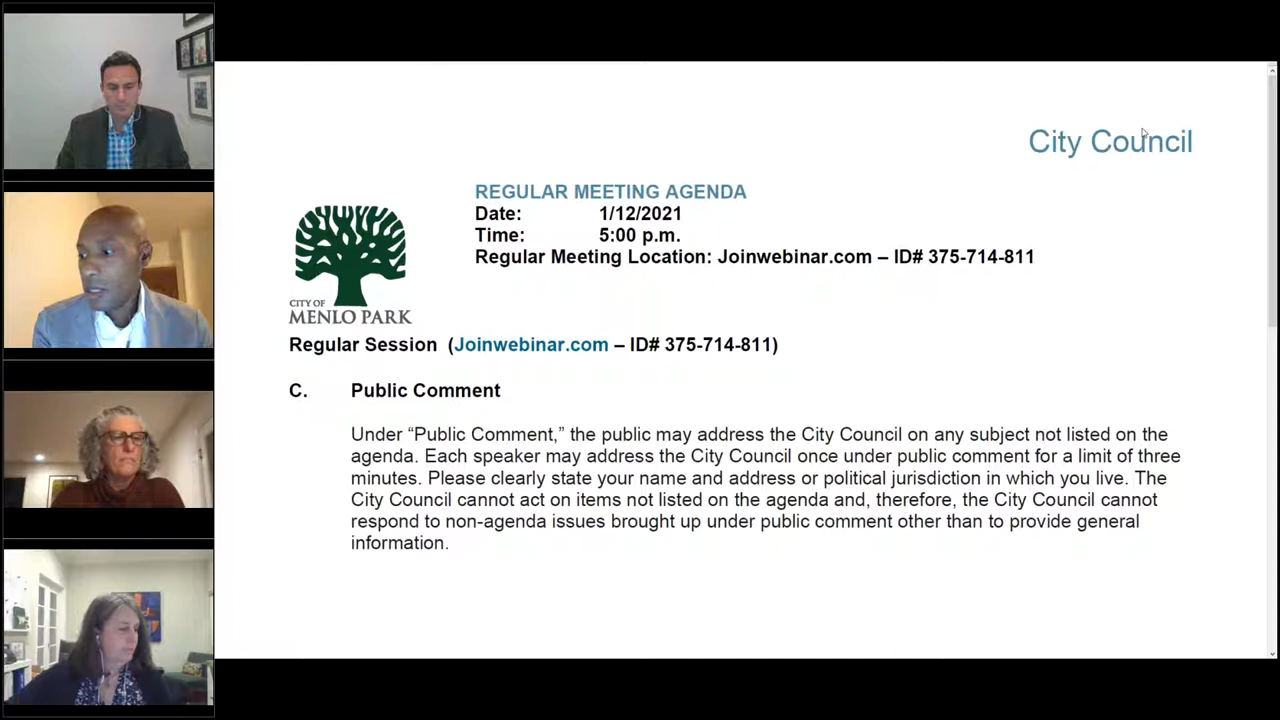 City Council
REGULAR MEETING AGENDA
Date: 1/12/2021
Time: 5:00 p.m.
Regular Meeting Location: Joinwebinar.com – ID# 375-714-811
CITY OF
MENLO PARK
Regular Session (Joinwebinar.com – ID# 375-714-811)
C. Public Comment
Under “Public Comment,” the public may address the City Council on any subject not listed on the
agenda. Each speaker may address the City Council once under public comment for a limit of three
minutes. Please clearly state your name and address or political jurisdiction in which you live. The
City Council cannot act on items not listed on the agenda and, therefore, the City Council cannot
respond to non-agenda issues brought up under public comment other than to provide general
information.